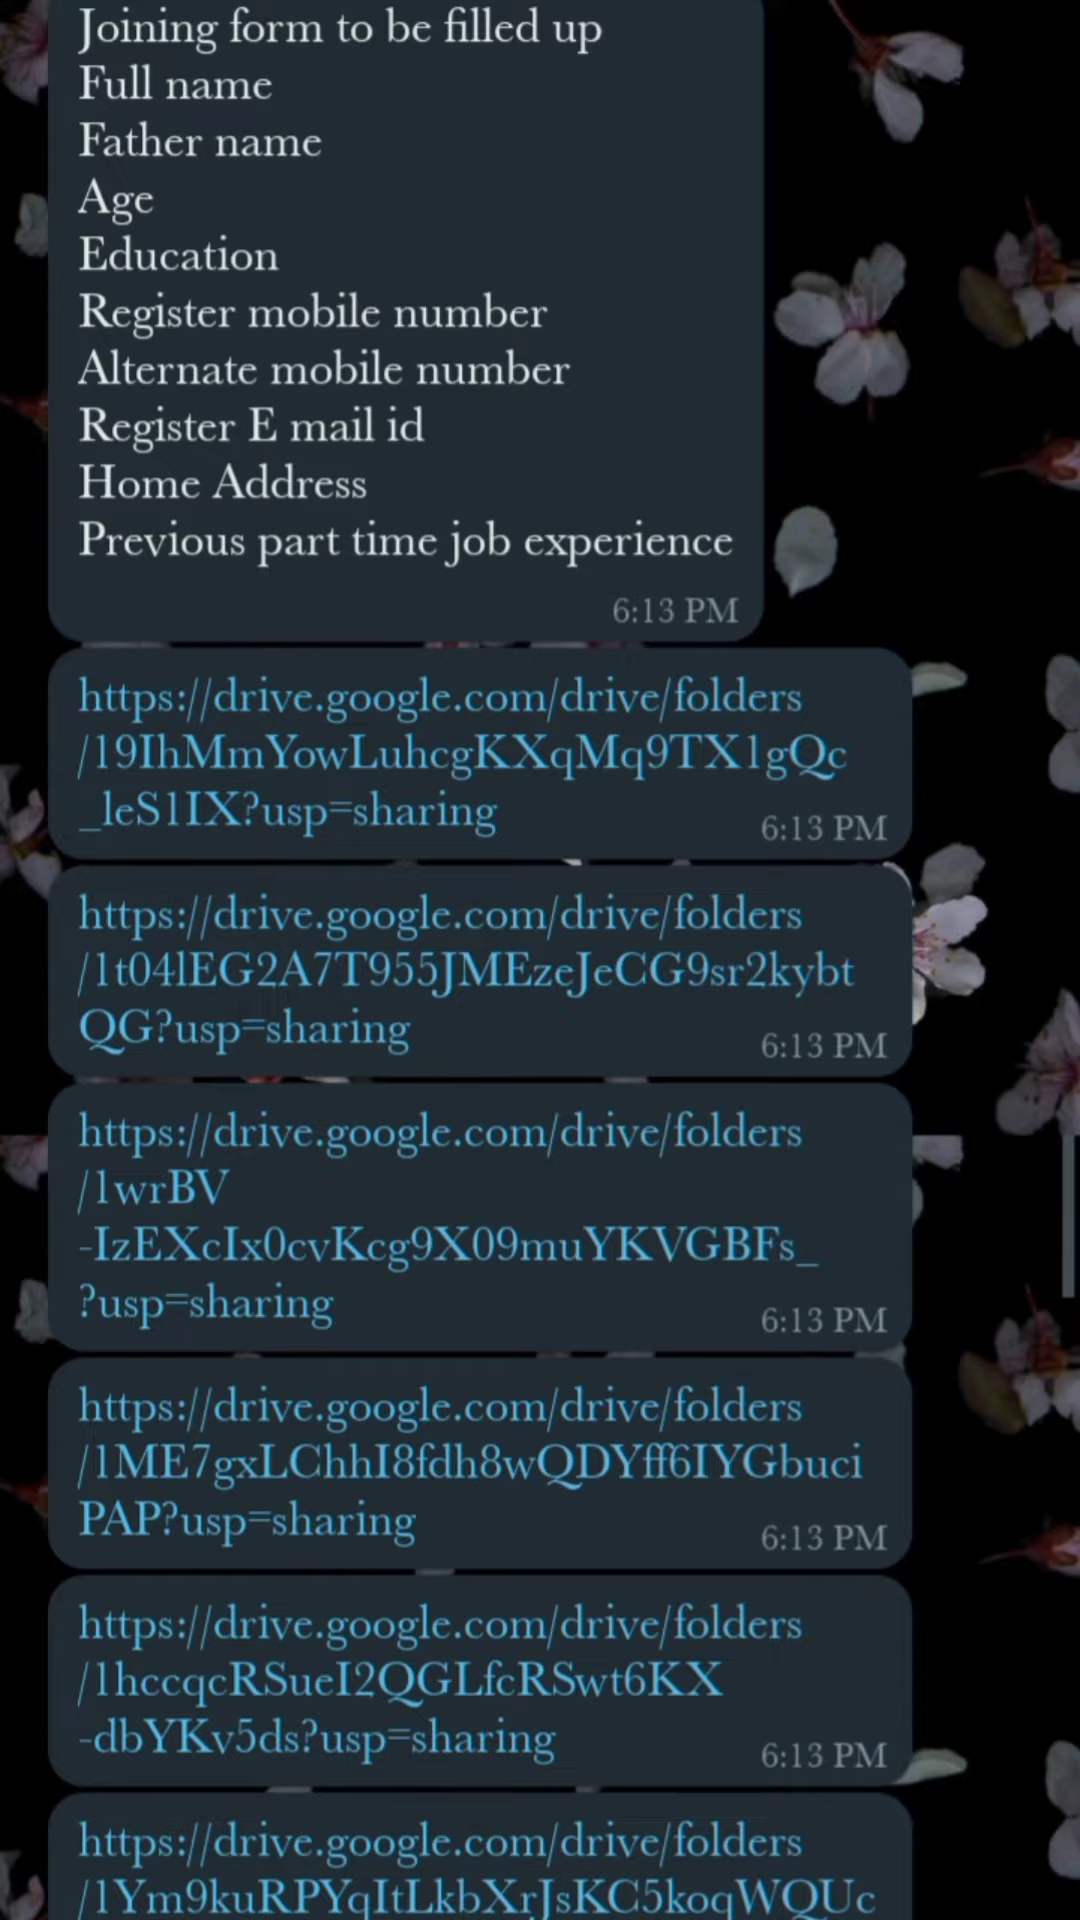 Joining form to be filled up
Full name
Father name
Age
Education
Register mobile number
Alternate mobile number
Register E mail id
Home Address
Previous part time job experience
6:13 PM
https://drive.google.com/drive/folders
/19IhMmYowLuhcgKXqMq9TX1gQc
_leS1IX?usp=sharing
6:13 PM
https://drive.google.com/drive/folders
/1t04lEG2A7T955JMEzeJeCG9sr2kybt
QG?usp=sharing
6:13 PM
https://drive.google.com/drive/folders
/1wrBV
-IzEXcIx0cvKcg9X09muYKVGBFs_
?usp=sharing
6:13 PM
https://drive.google.com/drive/folders
/1ME7gxLChhI8fdh8wQDYff6IYGbuci
PAP?usp=sharing
6:13 PM
https://drive.google.com/drive/folders
/1hccqcRSueI2QGLfcRSwt6KX
-dbYKv5ds?usp=sharing
6:13 PM
https://drive.google.com/drive/folders
/1Ym9kuRPYqItLkbXrJsKC5koqWQUc